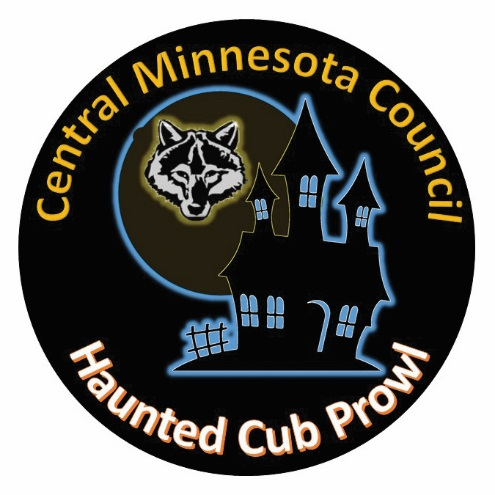 Central Minnesota Council
Haunted Cub Prowl